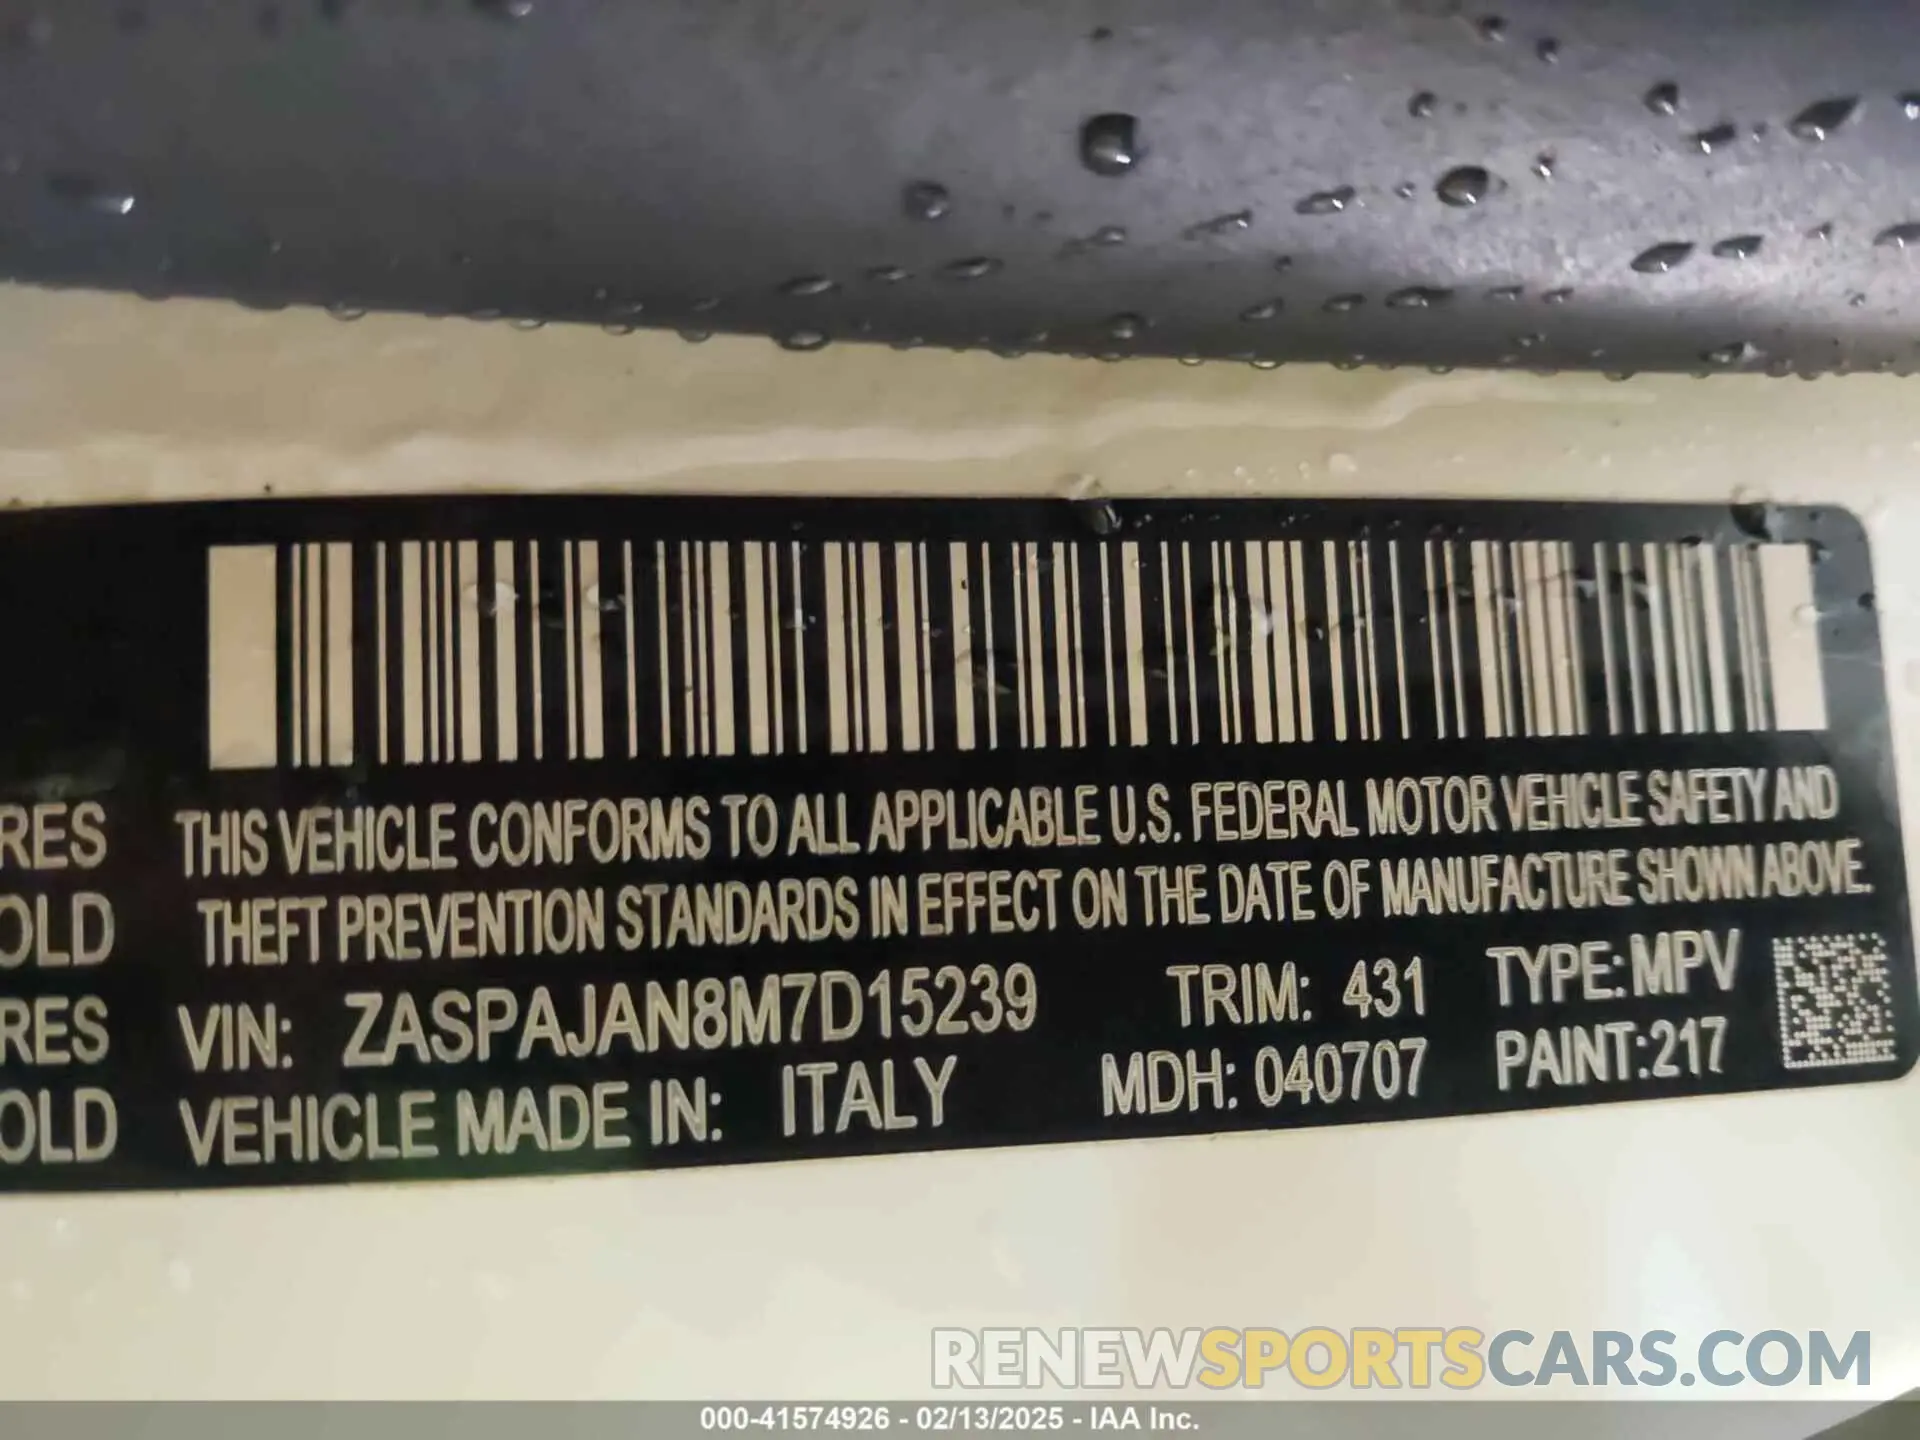 THIS VEHICLE CONFORMS TO ALL APPLICABLE U.S. FEDERAL MOTOR VEHICLE SAFETY AND
THEFT PREVENTION STANDARDS IN EFFECT ON THE DATE OF MANUFACTURE SHOWN ABOVE.
VIN: ZASPAJAN8M7D15239 TRIM: 431 TYPE: MPV
VEHICLE MADE IN: ITALY MDH: 040707 PAINT:217
RES
OLD
RES
OLD
RENEWSPORTSCARS.COM
000-41574926 - 02/13/2025 - IAA Inc.